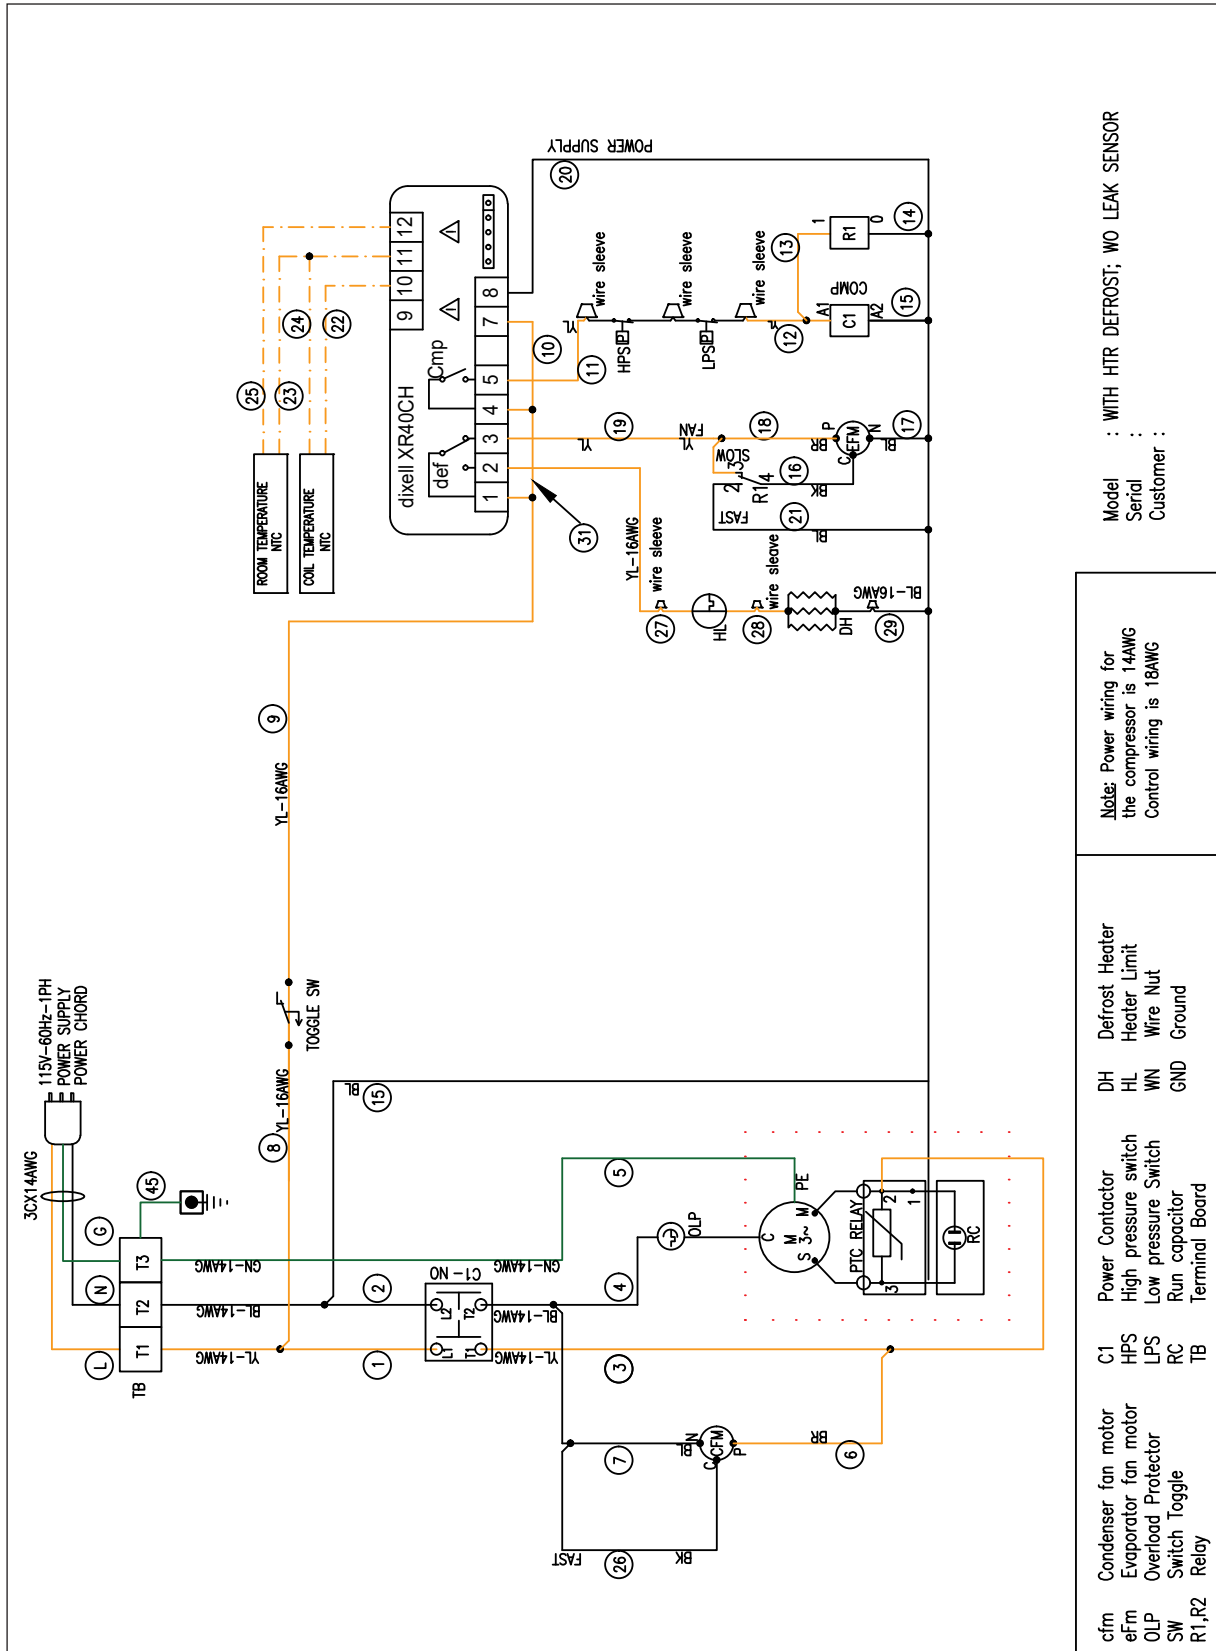 115V-60Hz-1PH
POWER SUPPLY
POWER CHORD
3CX14AWG
L
N
G
T1
T2
T3
TB
45
YL-14AWG
BL-14AWG
GN-14AWG
1
2
C1- NO
L1
L2
T1
T2
YL-14AWG
BL-14AWG
GN-14AWG
3
4
5
OLP
PE
C
M
3~
S
M
PTC RELAY
3
2
1
RC
7
BL
N
C
CFM
P
BR
6
FAST
26
BK
8
YL-16AWG
TOGGLE SW
YL-16AWG
9
BL
15
ROOM TEMPERATURE
NTC
COIL TEMPERATURE
NTC
25
23
24
22
dixell XR40CH
9
10
11
12
def
Cmp
1
2
3
4
5
7
8
31
10
20
POWER SUPPLY
YL-16AWG
27
wire sleeve
HL
28
wire sleave
DH
29
BL-16AWG
YL
19
YL
FAN
18
BR
P
C
EFM
N
BL
17
SLOW
3
2
R1
4
16
BK
FAST
21
BL
11
YL
wire sleeve
HPS
P
wire sleeve
LPS
P
wire sleeve
YL
12
13
COMP
A1
C1
A2
15
1
R1
0
14
cfm Condenser fan motor
eFm Evaporator fan motor
OLP Overload Protector
SW Switch Toggle
R1,R2 Relay
C1 Power Contactor
HPS High pressure switch
LPS Low pressure Switch
RC Run capacitor
TB Terminal Board
DH Defrost Heater
HL Heater Limit
WN Wire Nut
GND Ground
Note: Power wiring for
the compressor is 14AWG
Control wiring is 18AWG
Model : WITH HTR DEFROST; WO LEAK SENSOR
Serial :
Customer :